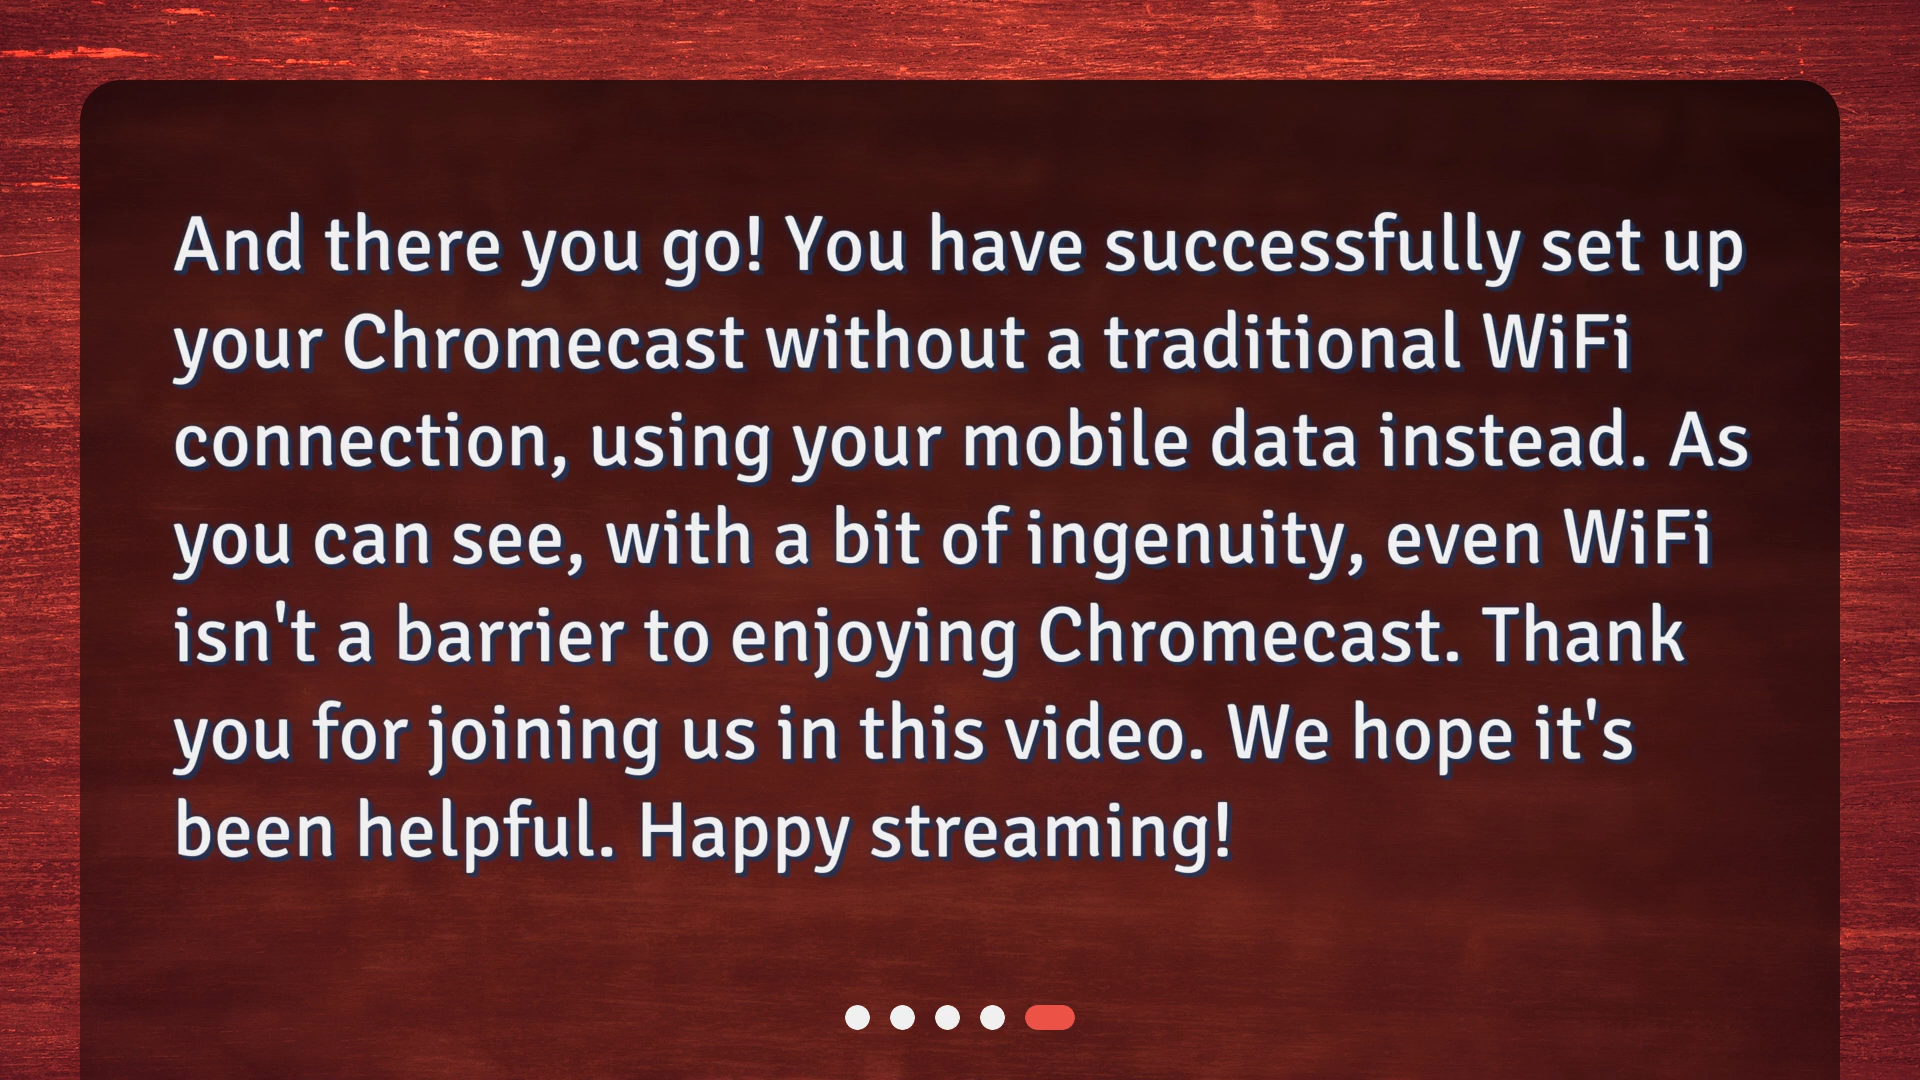 And there you go! You have successfully set up
your Chromecast without a traditional WiFi
connection, using your mobile data instead. As
you can see, with a bit of ingenuity, even WiFi
isn't a barrier to enjoying Chromecast. Thank
you for joining us in this video. We hope it's
been helpful. Happy streaming!